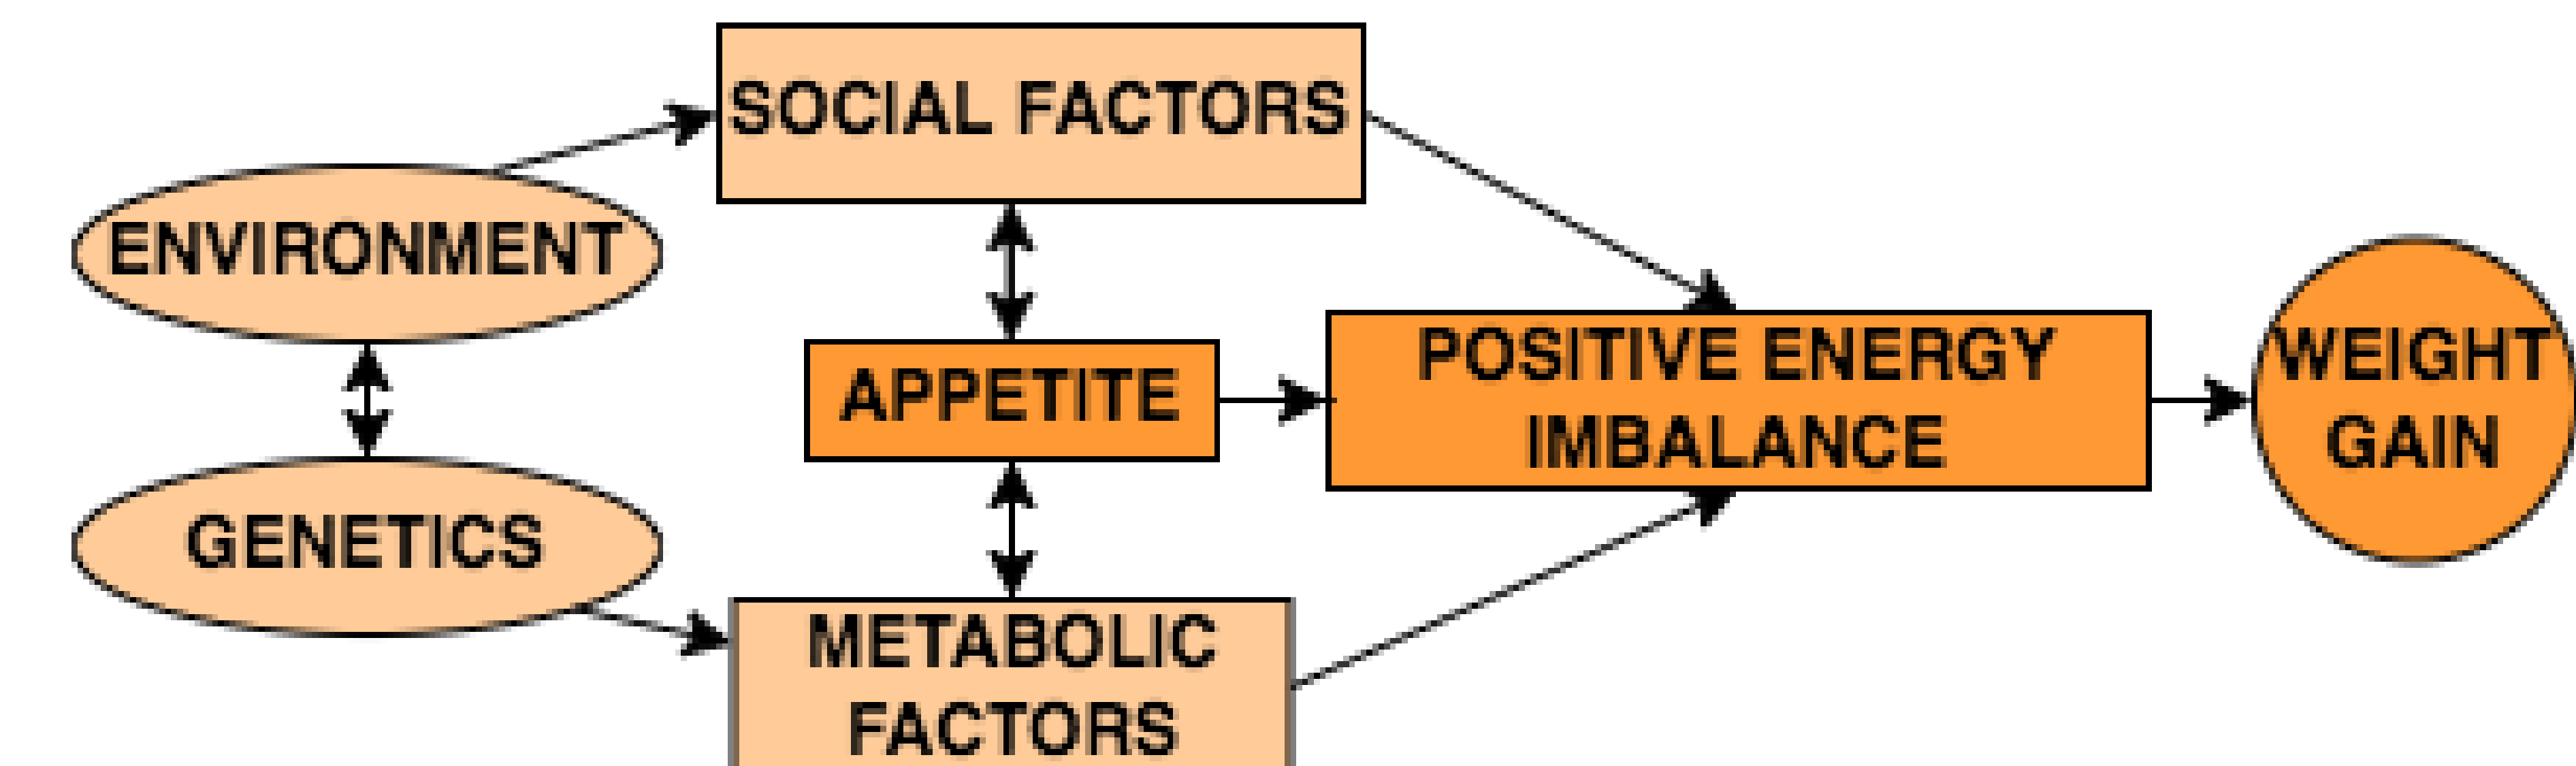 SOCIAL FACTORS
ENVIRONMENT
APPETITE
POSITIVE ENERGY
IMBALANCE
WEIGHT
GAIN
GENETICS
METABOLIC
FACTORS